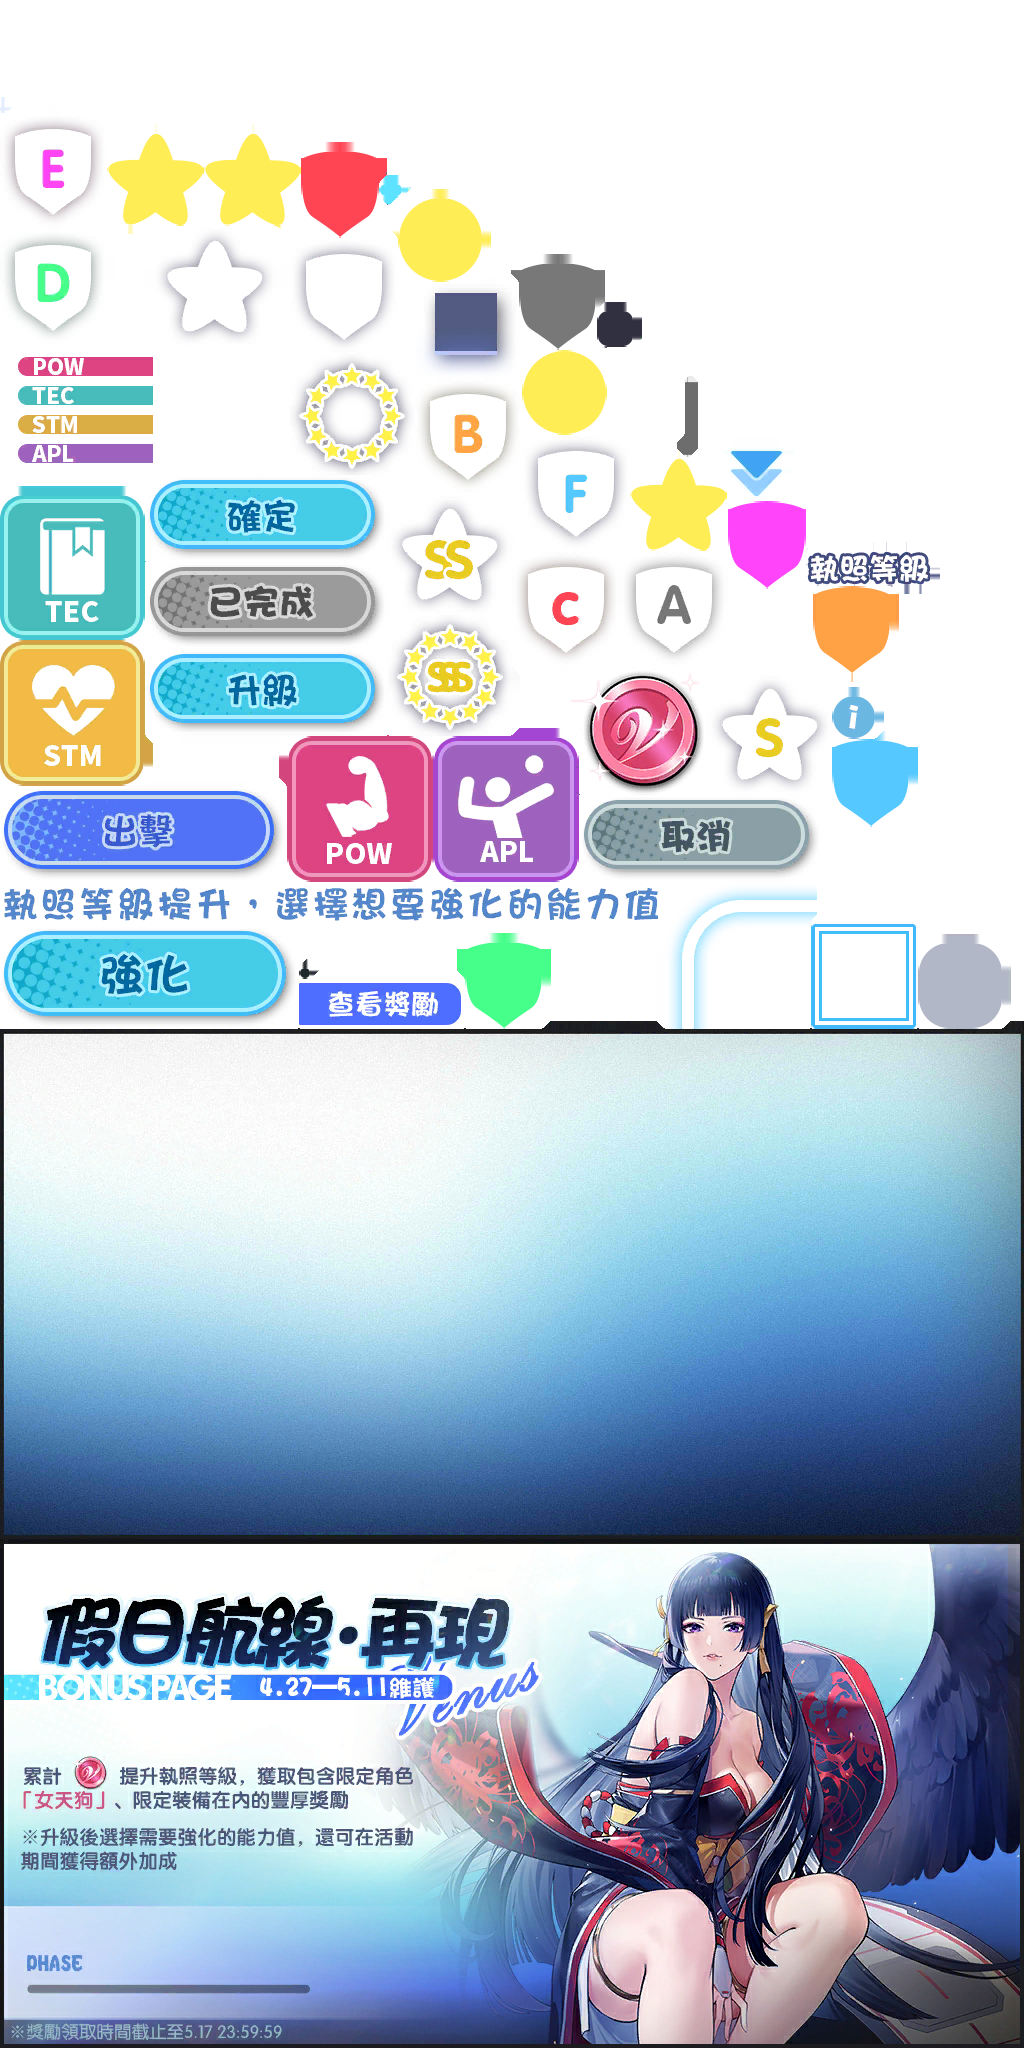 E
D
POW
TEC
STM
APL
B
F
確定
SS
TEC
已完成
C
A
執照等級
升級
SSS
S
i
STM
出擊
POW
APL
取消
執照等級提升，選擇想要強化的能力值
強化
查看獎勵
假日航線·再現
BONUS PAGE 4.27—5.11維護
Venus
累計 提升執照等級，獲取包含限定角色
「女天狗」、限定裝備在內的豐厚獎勵
※升級後選擇需要強化的能力值，還可在活動
期間獲得額外加成
PHASE
※獎勵領取時間截止至5.17 23:59:59